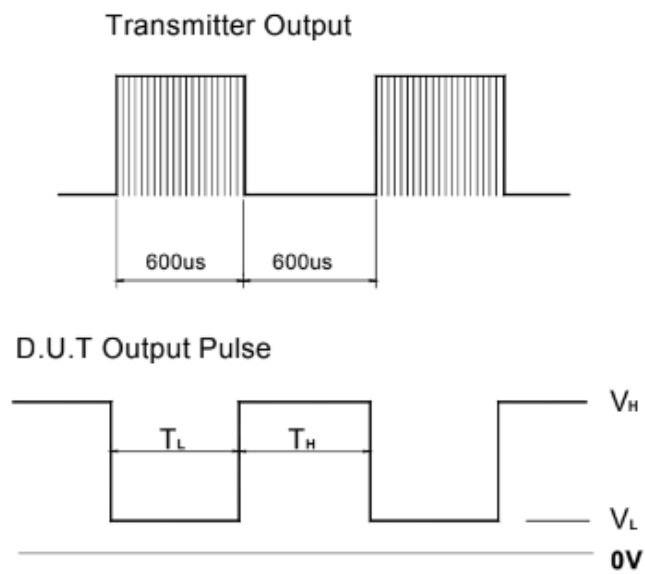 Transmitter Output
600us 600us
D.U.T Output Pulse
VH
TL TH
VL
0V